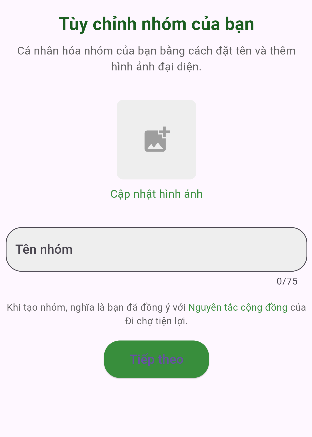 Tùy chỉnh nhóm của bạn
Cá nhân hóa nhóm của bạn bằng cách đặt tên và thêm
hình ảnh đại diện.
Cập nhật hình ảnh
Tên nhóm
0/75
Khi tạo nhóm, nghĩa là bạn đã đồng ý với Nguyên tắc cộng đồng của
Đi chợ tiện lợi.
Tiếp theo